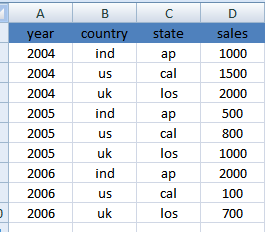 A B C D
year country state sales
2004 ind ap 1000
2004 us cal 1500
2004 uk los 2000
2005 ind ap 500
2005 us cal 800
2005 uk los 1000
2006 ind ap 2000
2006 us cal 100
2006 uk los 700